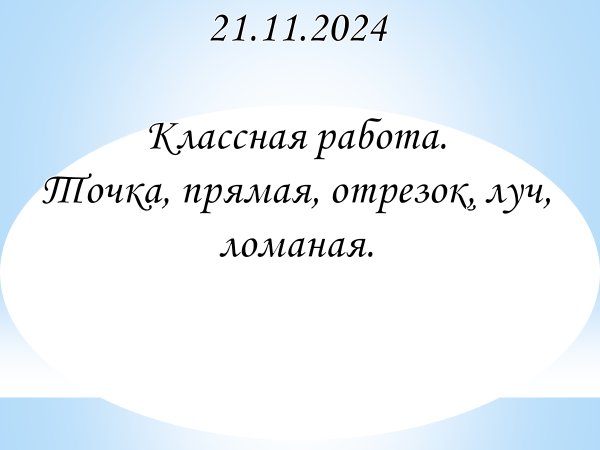 21.11.2024
Классная работа.
Точка, прямая, отрезок, луч,
ломаная.